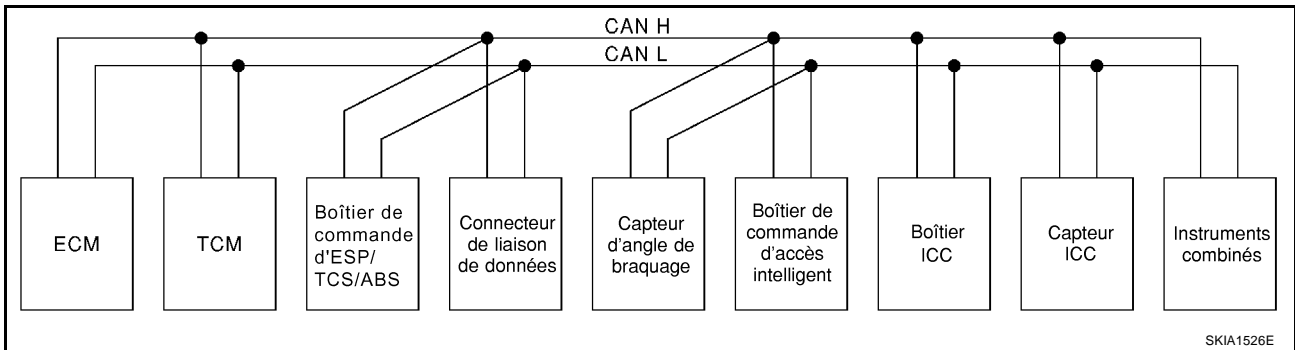 CAN H
CAN L
ECM
TCM
Boîtier de
commande
d'ESP/
TCS/ABS
Connecteur
de liaison
de données
Capteur
d'angle de
braquage
Boîtier de
commande
d'accès
intelligent
Boîtier
ICC
Capteur
ICC
Instruments
combinés
SKIA1526E